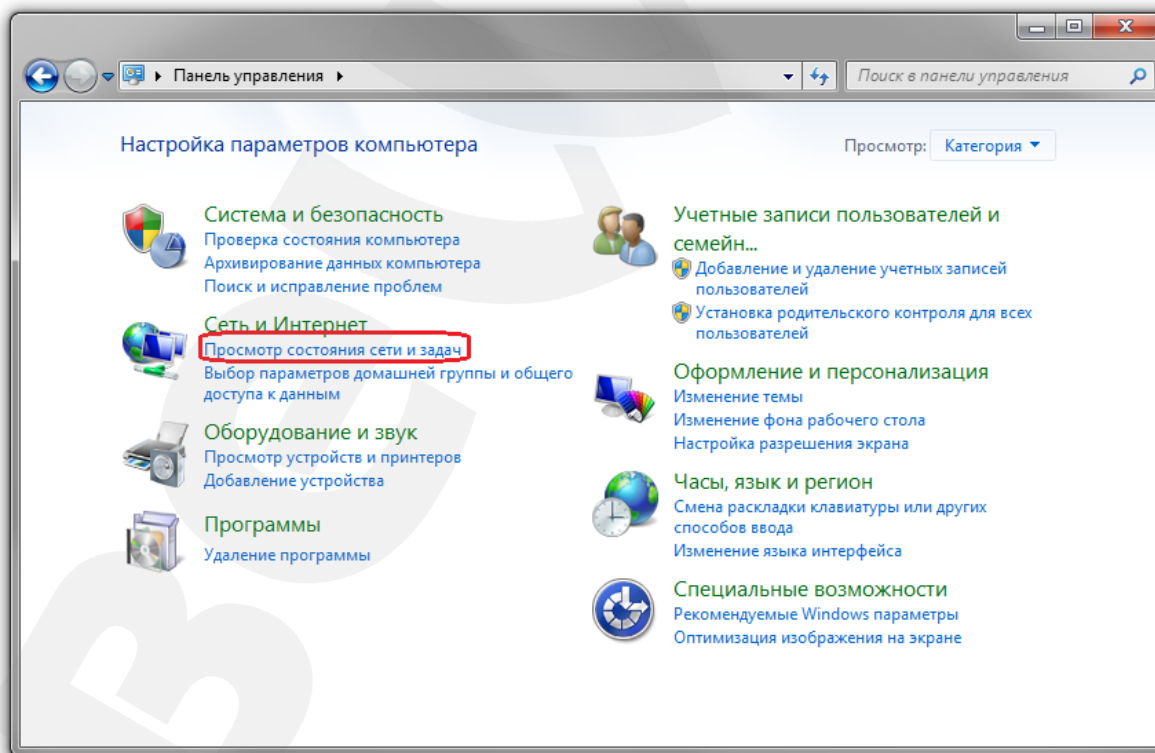 Панель управления
Поиск в панели управления
Настройка параметров компьютера
Просмотр: Категория
Система и безопасность
Проверка состояния компьютера
Архивирование данных компьютера
Поиск и исправление проблем
Сеть и Интернет
Просмотр состояния сети и задач
Выбор параметров домашней группы и общего
доступа к данным
Оборудование и звук
Просмотр устройств и принтеров
Добавление устройства
Программы
Удаление программы
Учетные записи пользователей и
семейн...
Добавление и удаление учетных записей
пользователей
Установка родительского контроля для всех
пользователей
Оформление и персонализация
Изменение темы
Изменение фона рабочего стола
Настройка разрешения экрана
Часы, язык и регион
Смена раскладки клавиатуры или других
способов ввода
Изменение языка интерфейса
Специальные возможности
Рекомендуемые Windows параметры
Оптимизация изображения на экране